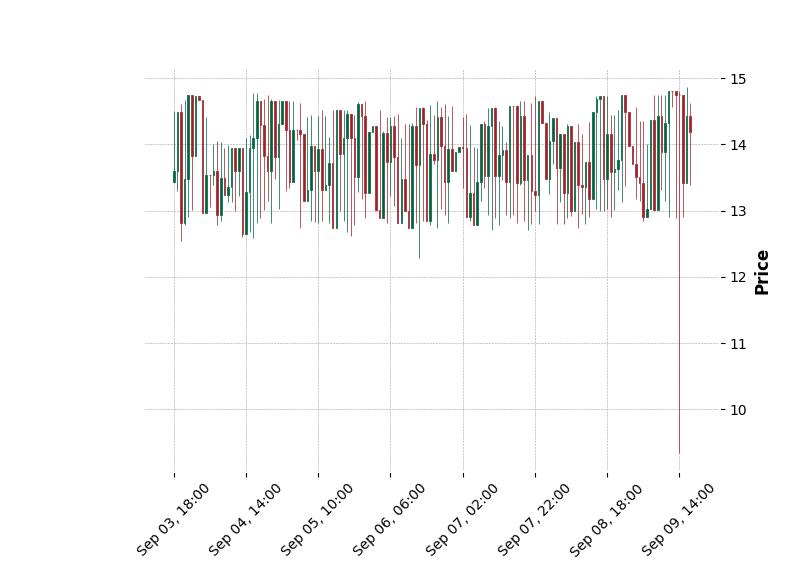 15
14
13
12
11
10
Price
Sep 03, 18:00
Sep 04, 14:00
Sep 05, 10:00
Sep 06, 06:00
Sep 07, 02:00
Sep 07, 22:00
Sep 08, 18:00
Sep 09, 14:00